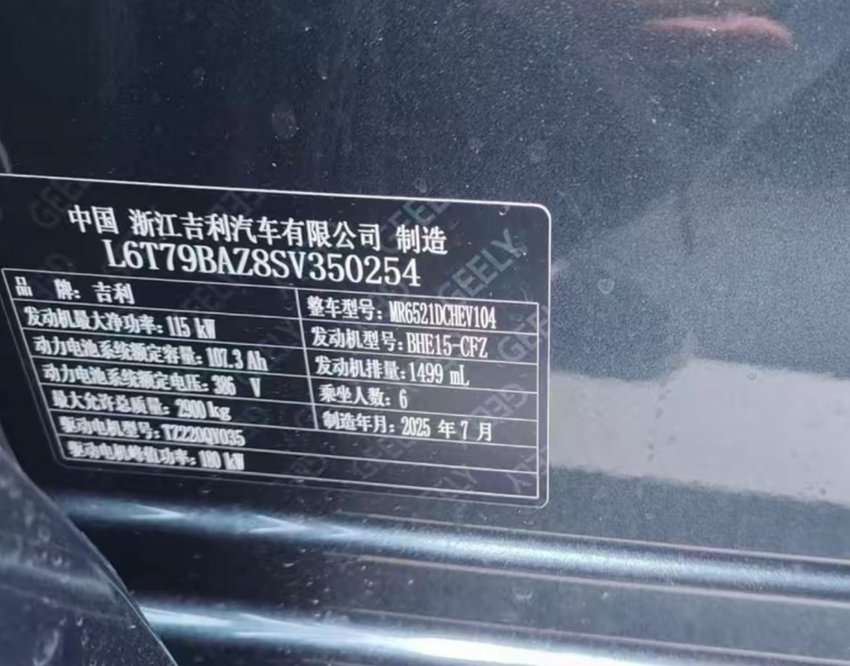 中国 浙江吉利汽车有限公司 制造
L6T79BAZ8SV350254
品 牌：吉利
整车型号：MR6521DCHEV104
发动机最大净功率：115 kW
发动机型号：BHE15-CFZ
动力电池系统额定容量：107.3 Ah
发动机排量：1499 mL
动力电池系统额定电压：386 V
乘坐人数：6
最大允许总质量：2900 kg
制造年月：2025 年 7 月
驱动电机型号：TZ220QY035
驱动电机峰值功率：180 kW
GEELY
GEELY
GEELY
GEELY
GEELY